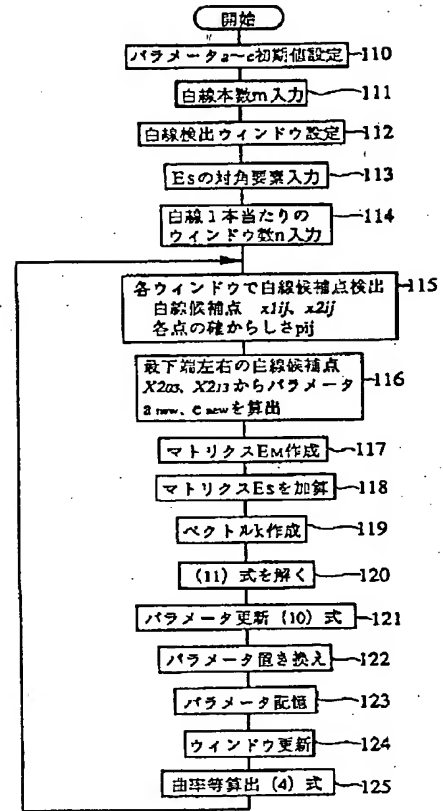 開始
パラメータa~e初期値設定 110
白線本数m入力 111
白線検出ウィンドウ設定 112
Esの対角要素入力 113
白線1本当たりの
ウィンドウ数n入力 114
各ウィンドウで白線候補点検出 115
白線候補点 x1ij、x2ij
各点の確からしさpij
最下端左右の白線候補点
X203、X213からパラメータ 116
a new、e newを算出
マトリクスEM作成 117
マトリクスEsを加算 118
ベクトルk作成 119
(11)式を解く 120
パラメータ更新(10)式 121
パラメータ置き換え 122
パラメータ記憶 123
ウィンドウ更新 124
曲率等算出(4)式 125